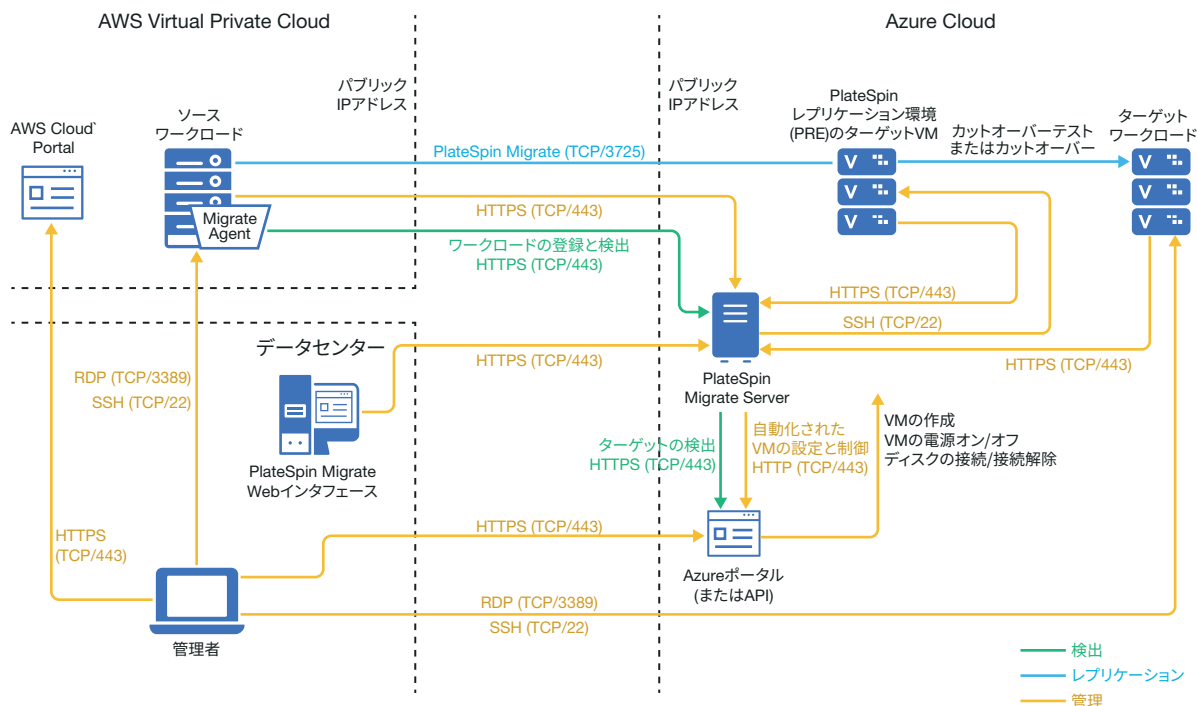 AWS Virtual Private Cloud
Azure Cloud
パブリック
IPアドレス
パブリック
IPアドレス
AWS Cloud`
Portal
ソース
ワークロード
Migrate
Agent
PlateSpin Migrate (TCP/3725)
HTTPS (TCP/443)
ワークロードの登録と検出
HTTPS (TCP/443)
PlateSpin
レプリケーション環境
(PRE)のターゲットVM
カットオーバーテスト
またはカットオーバー
ターゲット
ワークロード
V
V
V
V
V
V
HTTPS (TCP/443)
SSH (TCP/22)
HTTPS (TCP/443)
データセンター
HTTPS (TCP/443)
RDP (TCP/3389)
SSH (TCP/22)
PlateSpin Migrate
Webインタフェース
PlateSpin
Migrate Server
ターゲットの検出
HTTPS (TCP/443)
自動化された
VMの設定と制御
HTTP (TCP/443)
VMの作成
VMの電源オン/オフ
ディスクの接続/接続解除
HTTPS
(TCP/443)
HTTPS (TCP/443)
Azureポータル
(またはAPI)
RDP (TCP/3389)
SSH (TCP/22)
管理者
検出
レプリケーション
管理